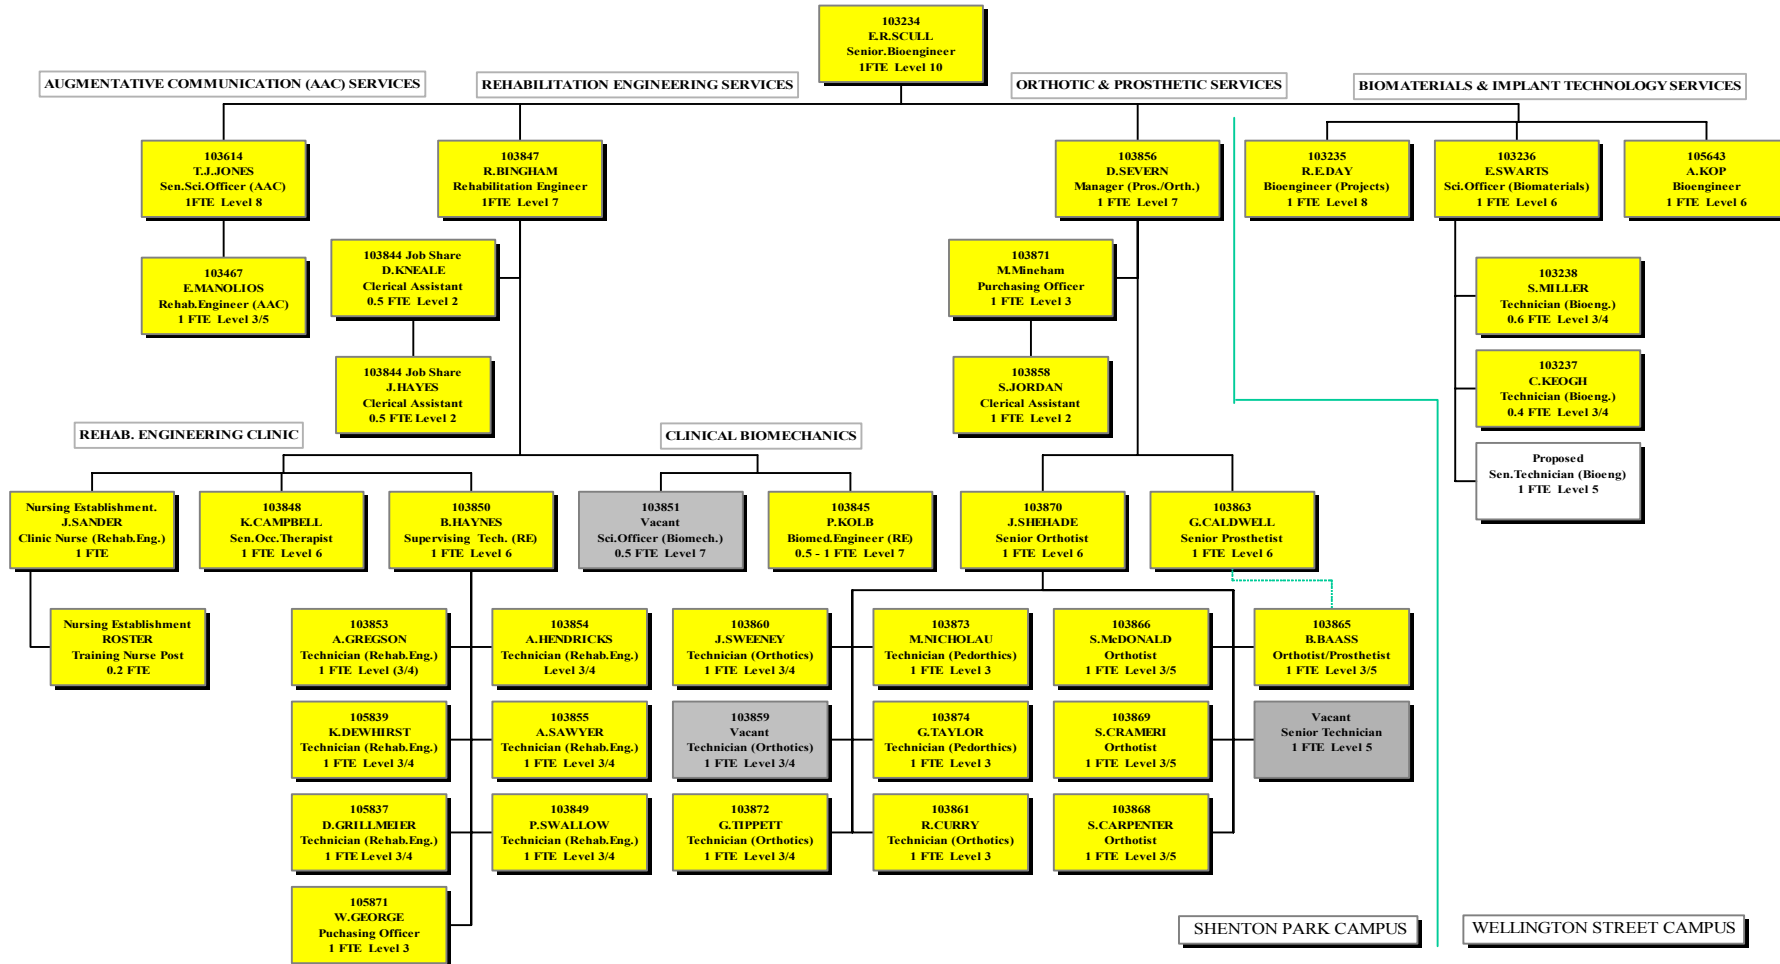 103234
E.R.SCULL
Senior.Bioengineer
1FTE Level 10
AUGMENTATIVE COMMUNICATION (AAC) SERVICES
REHABILITATION ENGINEERING SERVICES
ORTHOTIC & PROSTHETIC SERVICES
BIOMATERIALS & IMPLANT TECHNOLOGY SERVICES
103614
T.J.JONES
Sen.Sci.Officer (AAC)
1FTE Level 8
103847
R.BINGHAM
Rehabilitation Engineer
1FTE Level 7
103856
D.SEVERN
Manager (Pros./Orth.)
1 FTE Level 7
103235
R.E.DAY
Bioengineer (Projects)
1 FTE Level 8
103236
E.SWARTS
Sci.Officer (Biomaterials)
1 FTE Level 6
105643
A.KOP
Bioengineer
1 FTE Level 6
103467
E.MANOLIOS
Rehab.Engineer (AAC)
1 FTE Level 3/5
103844 Job Share
D.KNEALE
Clerical Assistant
0.5 FTE Level 2
103871
M.Mineham
Purchasing Officer
1 FTE Level 3
103238
S.MILLER
Technician (Bioeng.)
0.6 FTE Level 3/4
103844 Job Share
J.HAYES
Clerical Assistant
0.5 FTE Level 2
103858
S.JORDAN
Clerical Assistant
1 FTE Level 2
103237
C.KEOGH
Technician (Bioeng.)
0.4 FTE Level 3/4
REHAB. ENGINEERING CLINIC
CLINICAL BIOMECHANICS
Proposed
Sen.Technician (Bioeng)
1 FTE Level 5
Nursing Establishment.
J.SANDER
Clinic Nurse (Rehab.Eng.)
1 FTE
103848
K.CAMPBELL
Sen.Occ.Therapist
1 FTE Level 6
103850
B.HAYNES
Supervising Tech. (RE)
1 FTE Level 6
103851
Vacant
Sci.Officer (Biomech.)
0.5 FTE Level 7
103845
P.KOLB
Biomed.Engineer (RE)
0.5 - 1 FTE Level 7
103870
J.SHEHADE
Senior Orthotist
1 FTE Level 6
103863
G.CALDWELL
Senior Prosthetist
1 FTE Level 6
Nursing Establishment
ROSTER
Training Nurse Post
0.2 FTE
103853
A.GREGSON
Technician (Rehab.Eng.)
1 FTE Level (3/4)
103854
A.HENDRICKS
Technician (Rehab.Eng.)
Level 3/4
103860
J.SWEENEY
Technician (Orthotics)
1 FTE Level 3/4
103873
M.NICHOLAU
Technician (Pedorthics)
1 FTE Level 3
103866
S.McDONALD
Orthotist
1 FTE Level 3/5
103865
B.BAASS
Orthotist/Prosthetist
1 FTE Level 3/5
105839
K.DEWHIRST
Technician (Rehab.Eng.)
1 FTE Level 3/4
103855
A.SAWYER
Technician (Rehab.Eng.)
1 FTE Level 3/4
103859
Vacant
Technician (Orthotics)
1 FTE Level 3/4
103874
G.TAYLOR
Technician (Pedorthics)
1 FTE Level 3
103869
S.CRAMERI
Orthotist
1 FTE Level 3/5
Vacant
Senior Technician
1 FTE Level 5
105837
D.GRILLMEIER
Technician (Rehab.Eng.)
1 FTE Level 3/4
103849
P.SWALLOW
Technician (Rehab.Eng.)
1 FTE Level 3/4
103872
G.TIPPETT
Technician (Orthotics)
1 FTE Level 3/4
103861
R.CURRY
Technician (Orthotics)
1 FTE Level 3
103868
S.CARPENTER
Orthotist
1 FTE Level 3/5
105871
W.GEORGE
Puchasing Officer
1 FTE Level 3
SHENTON PARK CAMPUS
WELLINGTON STREET CAMPUS